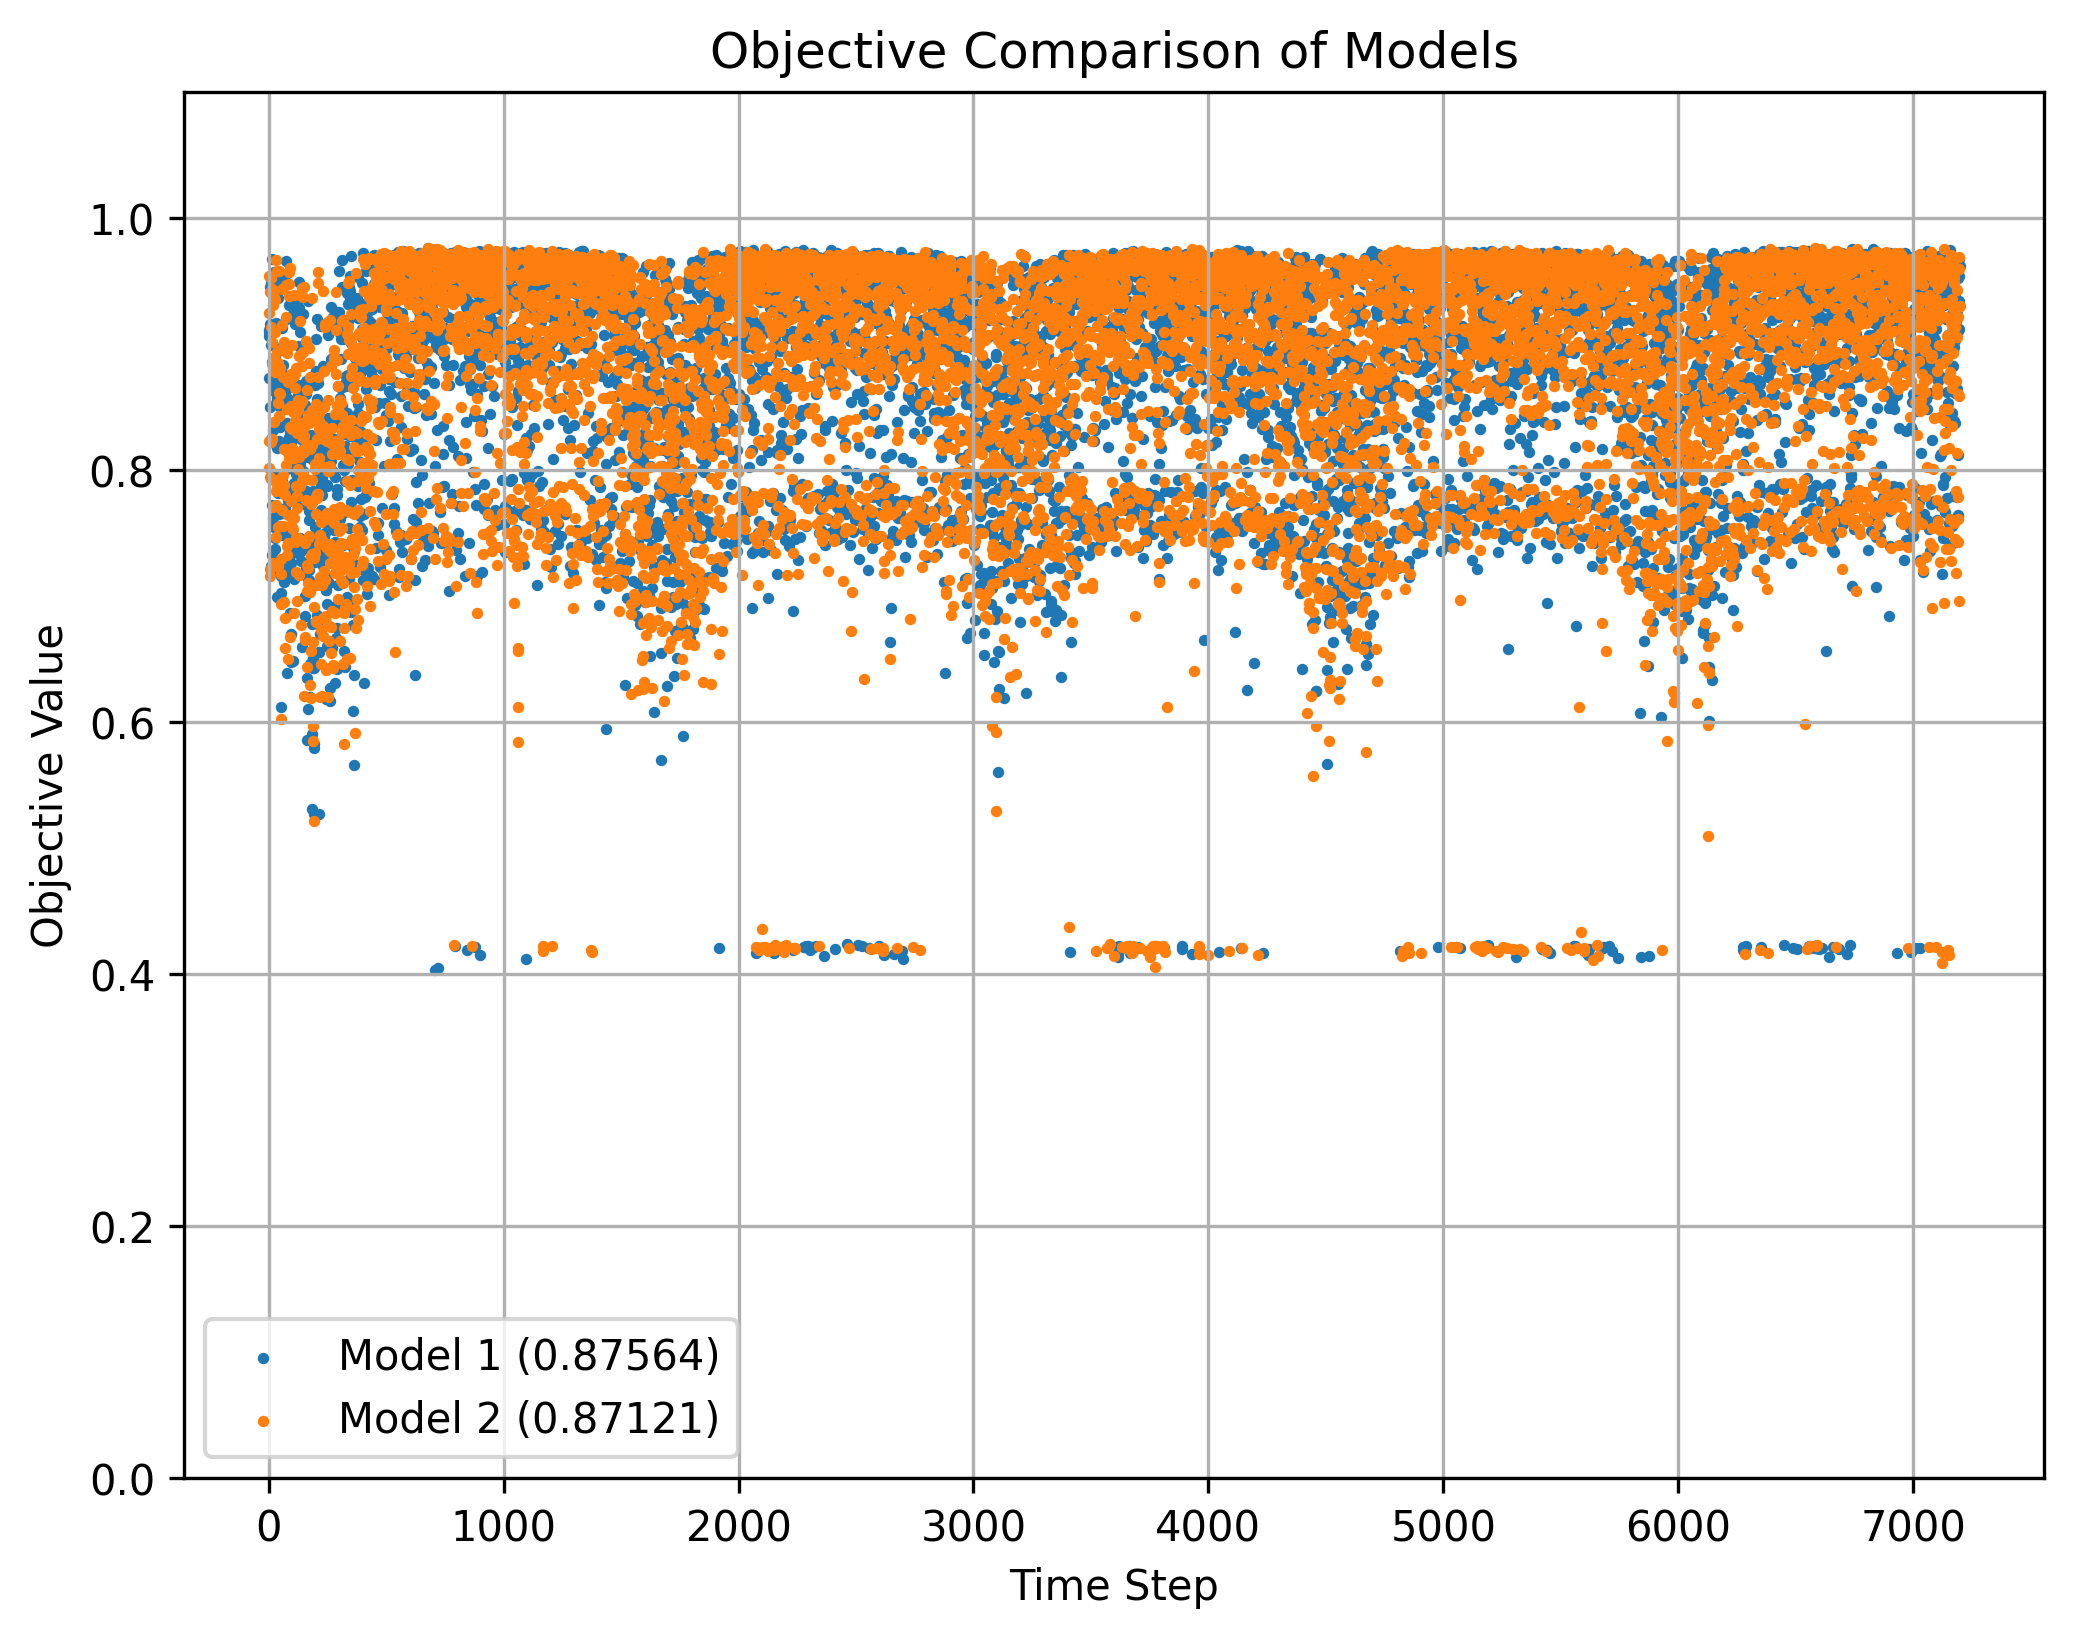 Objective Comparison of Models
1.0
0.8
0.6
0.4
0.2
0.0
Objective Value
Model 1 (0.87564)
Model 2 (0.87121)
0 1000 2000 3000 4000 5000 6000 7000
Time Step